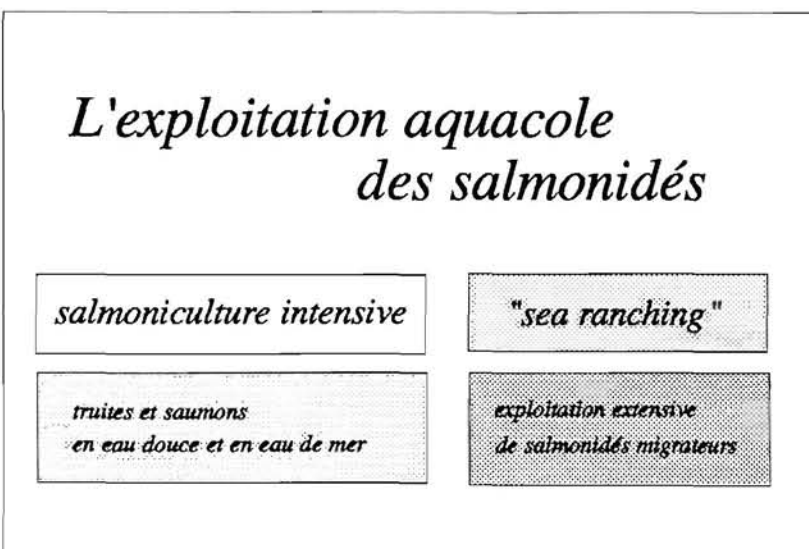 L'exploitation aquacole
des salmonidés
salmoniculture intensive
"sea ranching"
truites et saumons
en eau douce et en eau de mer
exploitation extensive
de salmonidés migrateurs